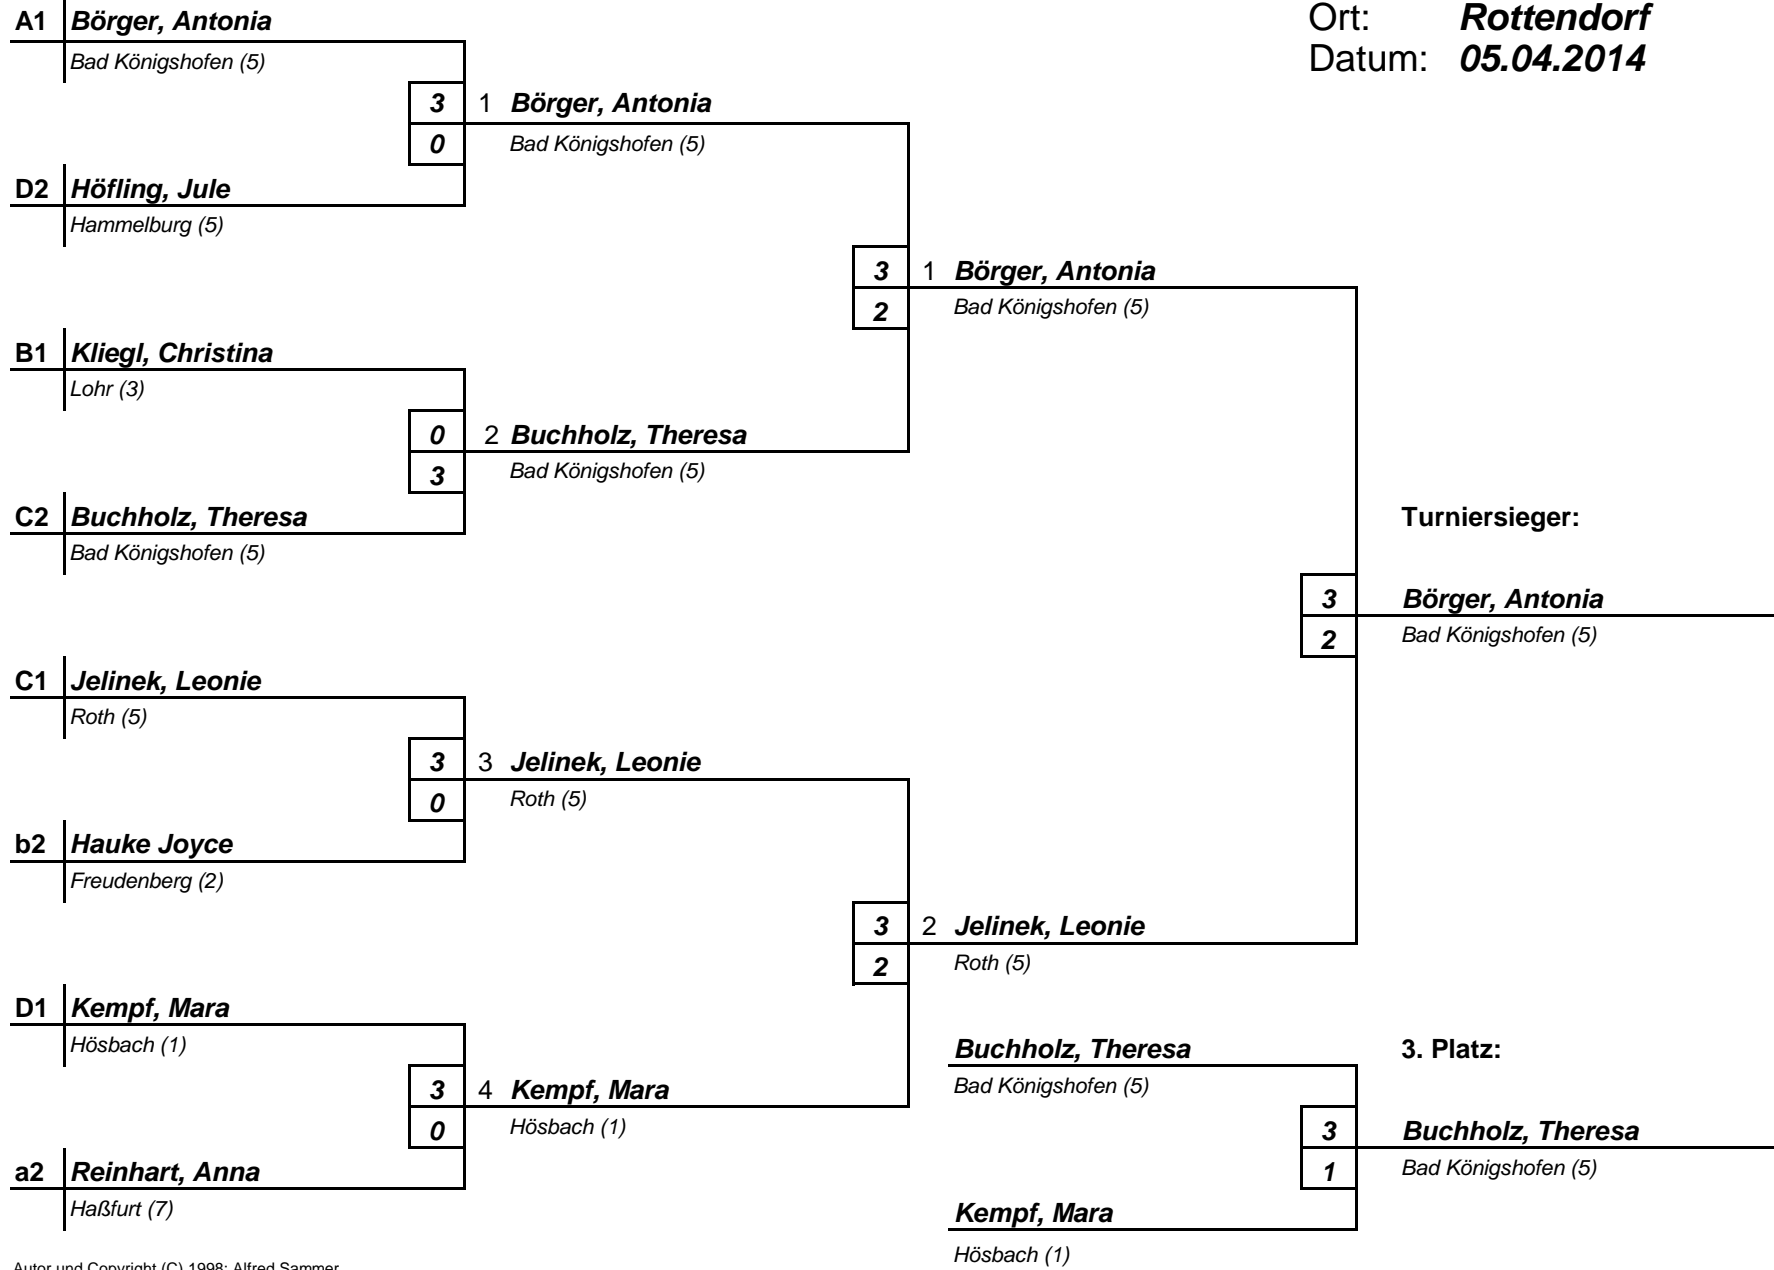 A1 Börger, Antonia
Bad Königshofen (5)
Ort: Rottendorf
Datum: 05.04.2014
3 1 Börger, Antonia
0 Bad Königshofen (5)
D2 Höfling, Jule
Hammelburg (5)
3 1 Börger, Antonia
2 Bad Königshofen (5)
B1 Kliegl, Christina
Lohr (3)
0 2 Buchholz, Theresa
3 Bad Königshofen (5)
C2 Buchholz, Theresa
Bad Königshofen (5)
Turniersieger:
3 Börger, Antonia
2 Bad Königshofen (5)
C1 Jelinek, Leonie
Roth (5)
3 3 Jelinek, Leonie
0 Roth (5)
b2 Hauke Joyce
Freudenberg (2)
3 2 Jelinek, Leonie
2 Roth (5)
D1 Kempf, Mara
Hösbach (1)
Buchholz, Theresa
Bad Königshofen (5)
3. Platz:
3 4 Kempf, Mara
0 Hösbach (1)
3 Buchholz, Theresa
1 Bad Königshofen (5)
a2 Reinhart, Anna
Haßfurt (7)
Kempf, Mara
Hösbach (1)
Autor und Copyright (C) 1998: Alfred Sammer